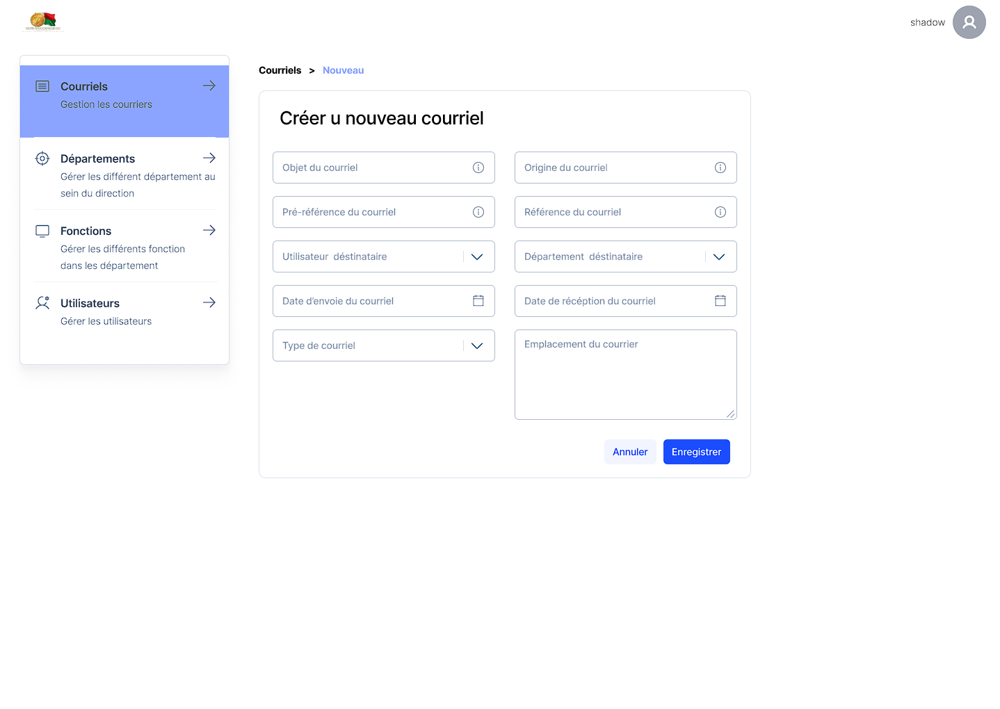 shadow
Courriels
Gestion les courriers
Départements
Gérer les différent département au
sein du direction
Fonctions
Gérer les différents fonction
dans les département
Utilisateurs
Gérer les utilisateurs
Courriels > Nouveau
Créer u nouveau courriel
Objet du courriel
Origine du courriel
Pré-référence du courriel
Référence du courriel
Utilisateur déstinataire
Département déstinataire
Date d’envoie du courriel
Date de récéption du courriel
Type de courriel
Emplacement du courrier
Annuler
Enregistrer